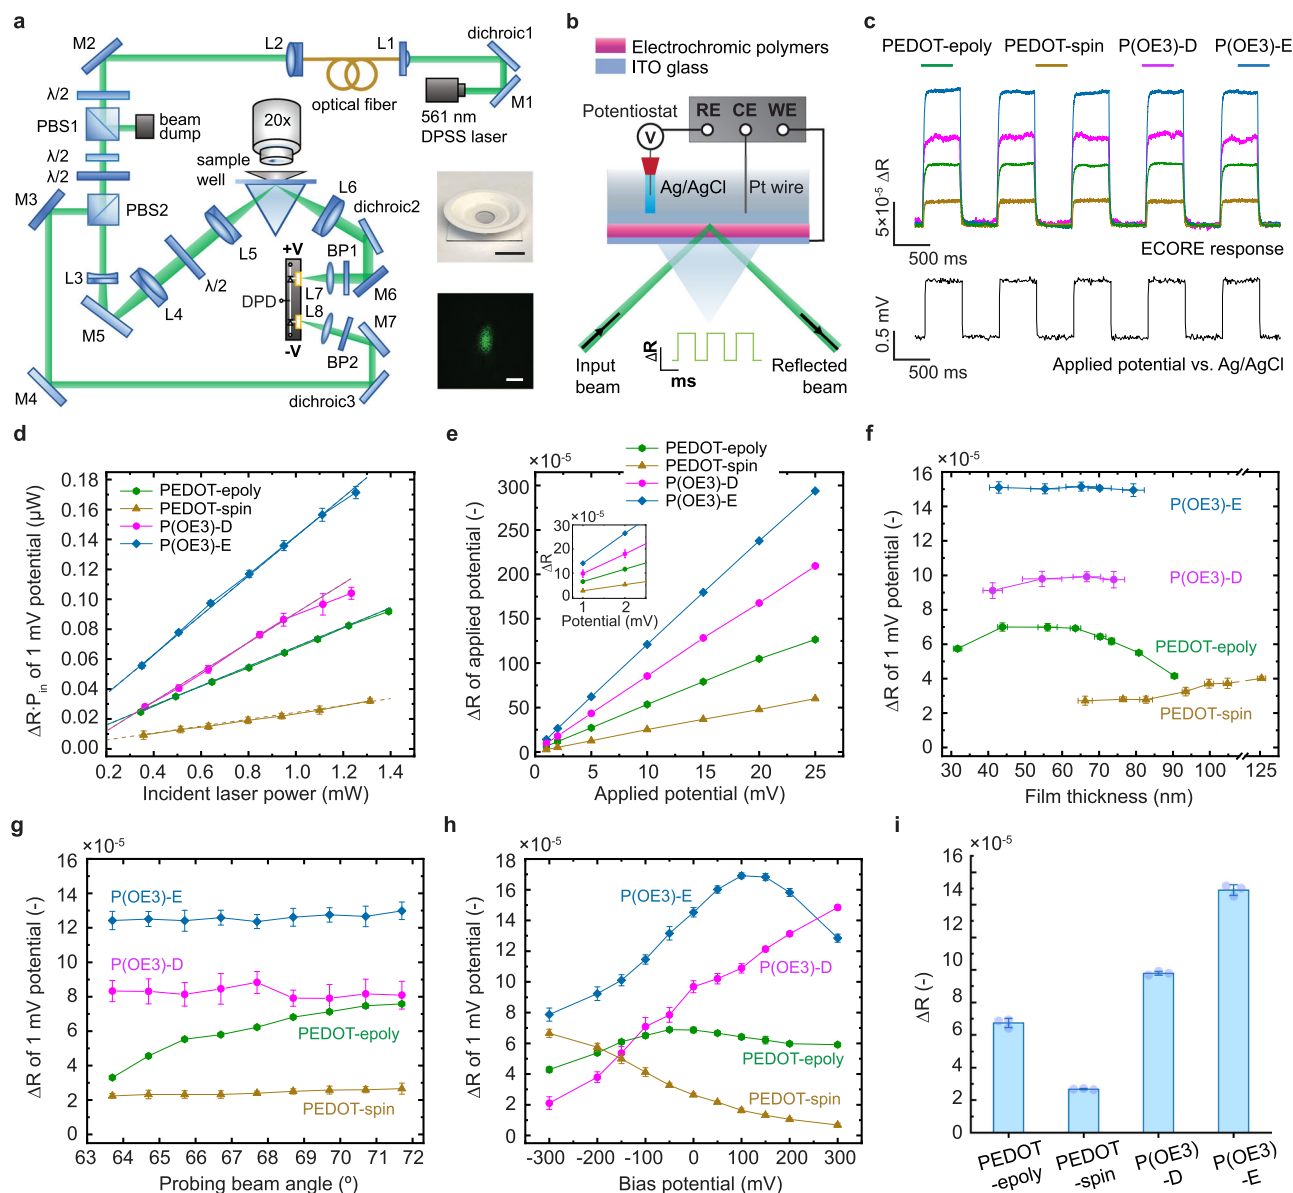 a
M2
L2
L1
dichroic1
λ/2
optical fiber
M1
561 nm
DPSS laser
PBS1
beam
dump
20x
λ/2
λ/2
sample
well
M3
PBS2
L6
dichroic2
L5
+V
BP1
L3
λ/2
M6
L7
DPD
L8
M7
M5
L4
-V
BP2
M4
dichroic3
b
Electrochromic polymers
ITO glass
Potentiostat
RE CE WE
V
Ag/AgCl
Pt wire
Input
beam
ΔR
ms
Reflected
beam
c
PEDOT-epoly
PEDOT-spin
P(OE3)-D
P(OE3)-E
5×10-5 ΔR
500 ms
ECORE response
0.5 mV
500 ms
Applied potential vs. Ag/AgCl
d
PEDOT-epoly
PEDOT-spin
P(OE3)-D
P(OE3)-E
ΔR·Pin of 1 mV potential (µW)
0.18
0.16
0.14
0.12
0.10
0.08
0.06
0.04
0.02
0.00
0.2 0.4 0.6 0.8 1.0 1.2 1.4
Incident laser power (mW)
e
×10-5
PEDOT-epoly
PEDOT-spin
P(OE3)-D
P(OE3)-E
ΔR of applied potential (-)
300
250
200
150
100
50
0
×10-5
30
20
10
0
ΔR
1 2
Potential (mV)
0 5 10 15 20 25
Applied potential (mV)
f
×10-5
ΔR of 1 mV potential (-)
16
14
12
10
8
6
4
2
0
P(OE3)-E
P(OE3)-D
PEDOT-epoly
PEDOT-spin
30 40 50 60 70 80 90 100 125
Film thickness (nm)
g
×10-5
ΔR of 1 mV potential (-)
16
14
12
10
8
6
4
2
0
P(OE3)-E
P(OE3)-D
PEDOT-epoly
PEDOT-spin
63 64 65 66 67 68 69 70 71 72
Probing beam angle (º)
h
×10-5
ΔR of 1 mV potential (-)
18
16
14
12
10
8
6
4
2
0
P(OE3)-E
P(OE3)-D
PEDOT-epoly
PEDOT-spin
-300 -200 -100 0 100 200 300
Bias potential (mV)
i
×10-5
ΔR (-)
16
14
12
10
8
6
4
2
0
PEDOT
-epoly
PEDOT
-spin
P(OE3)
-D
P(OE3)
-E